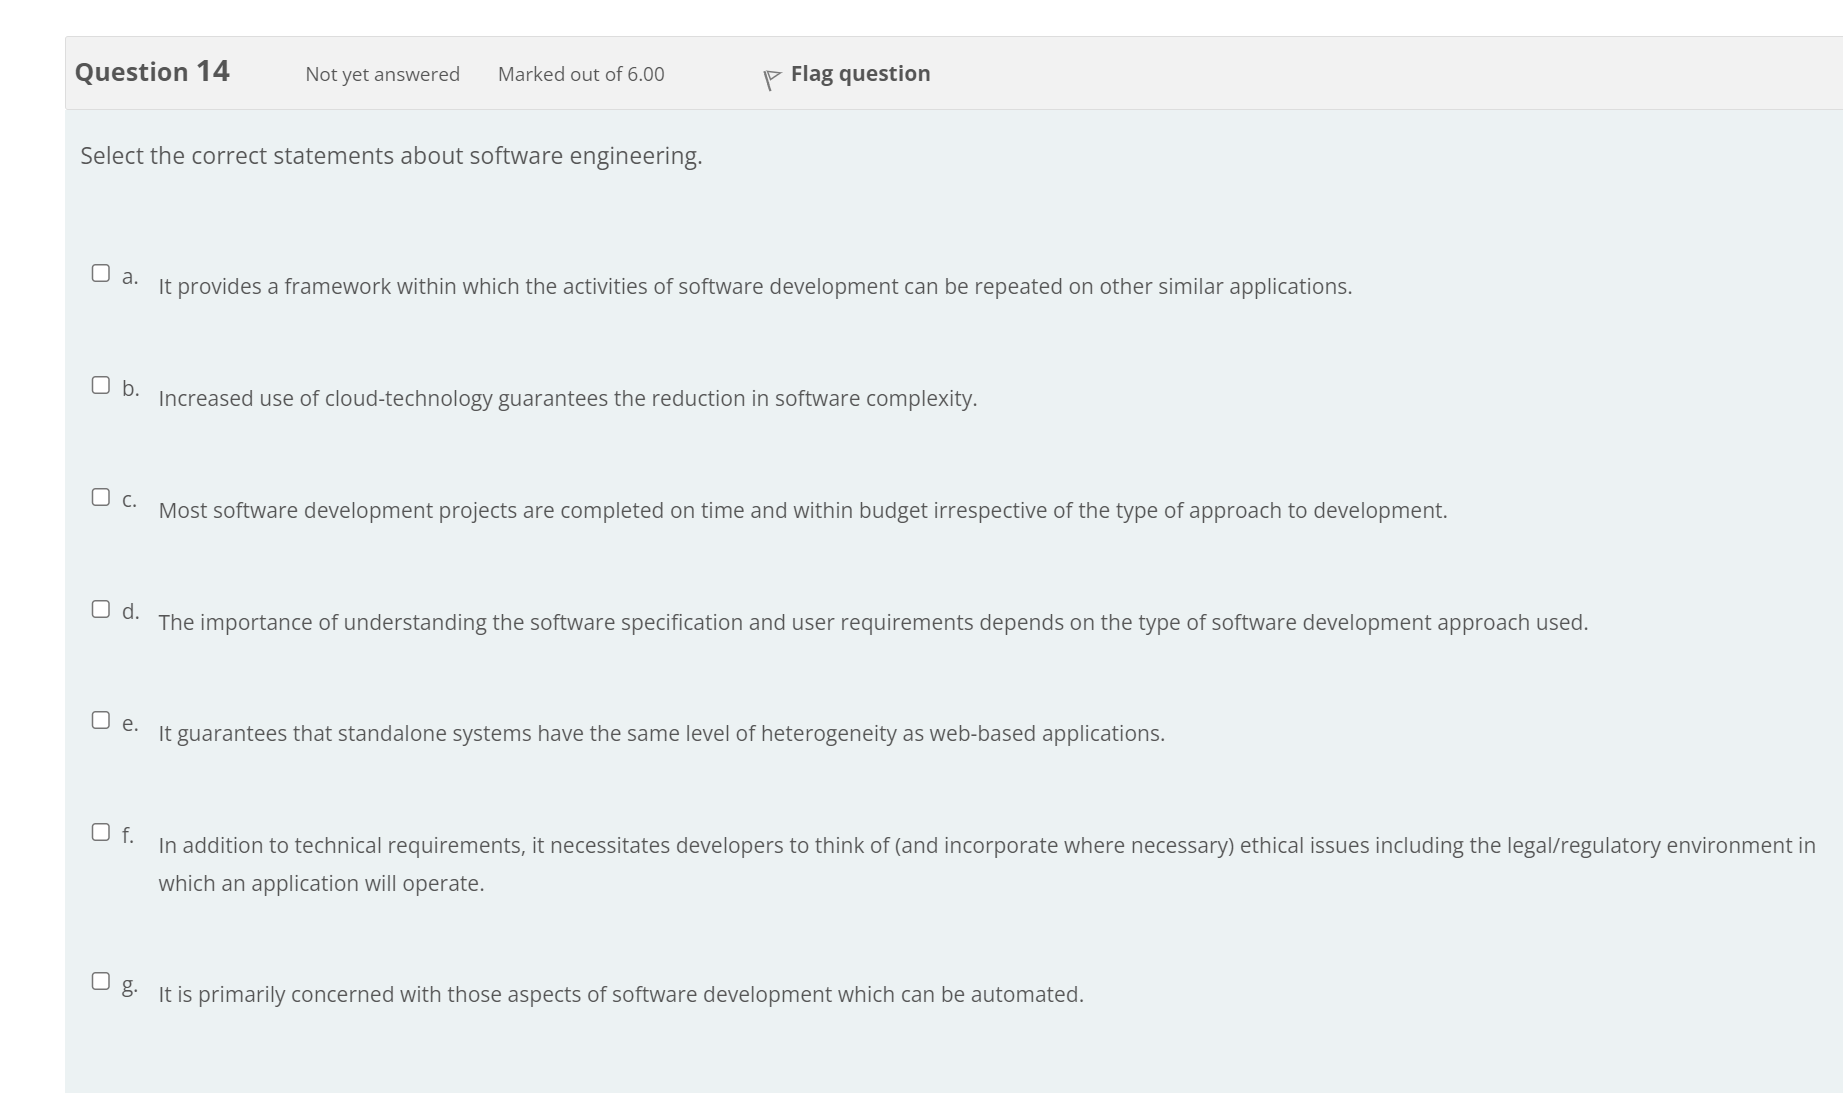 Question 14 Not yet answered Marked out of 6.00 Flag question
Select the correct statements about software engineering.
a. It provides a framework within which the activities of software development can be repeated on other similar applications.
b. Increased use of cloud-technology guarantees the reduction in software complexity.
c. Most software development projects are completed on time and within budget irrespective of the type of approach to development.
d. The importance of understanding the software specification and user requirements depends on the type of software development approach used.
e. It guarantees that standalone systems have the same level of heterogeneity as web-based applications.
f. In addition to technical requirements, it necessitates developers to think of (and incorporate where necessary) ethical issues including the legal/regulatory environment in
which an application will operate.
g. It is primarily concerned with those aspects of software development which can be automated.